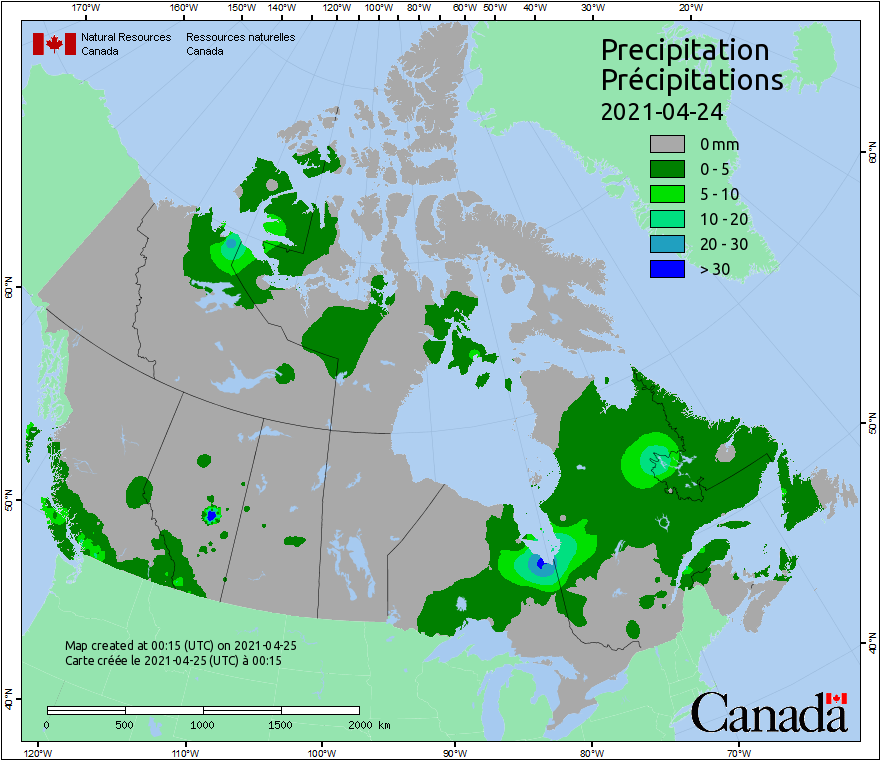 170°W 160°W 150°W 140°W 130°W 120°W 110°W 100°W 90°W 80°W 70°W 60°W 50°W 40°W 30°W 20°W
Natural Resources Canada
Ressources naturelles Canada
Precipitation
Précipitations
2021-04-24
0 mm
0 - 5
5 - 10
10 - 20
20 - 30
> 30
60°N
50°N
40°N
60°N
50°N
40°N
Map created at 00:15 (UTC) on 2021-04-25
Carte créée le 2021-04-25 (UTC) à 00:15
0 500 1000 1500 2000 km
Canada
120°W 110°W 100°W 90°W 80°W 70°W